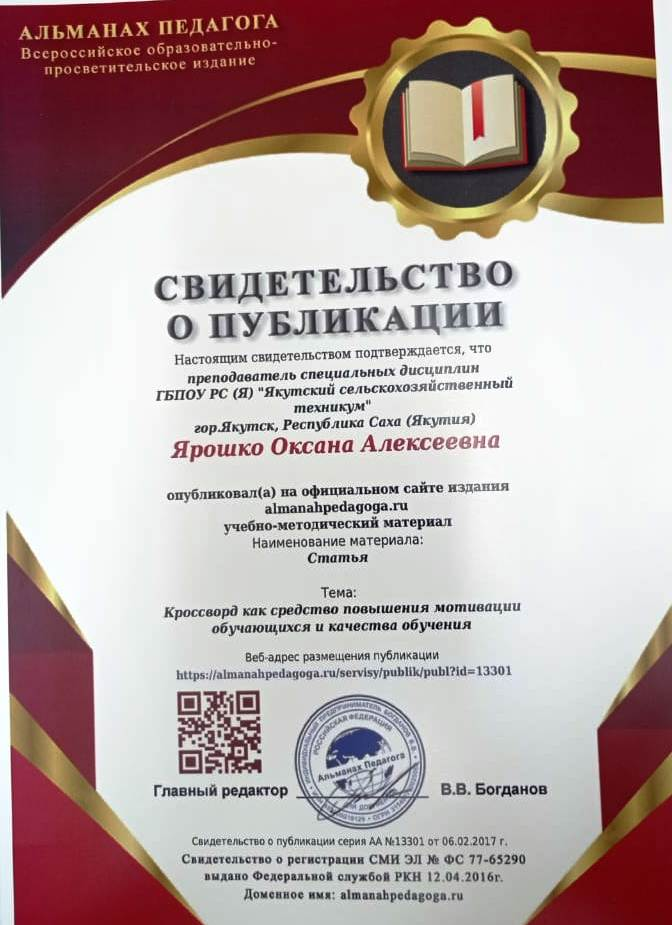 АЛЬМАНАХ ПЕДАГОГА
Всероссийское образовательно-
просветительское издание
СВИДЕТЕЛЬСТВО
О ПУБЛИКАЦИИ
Настоящим свидетельством подтверждается, что
преподаватель специальных дисциплин
ГБПОУ РС (Я) "Якутский сельскохозяйственный
техникум"
гор.Якутск, Республика Саха (Якутия)
Ярошко Оксана Алексеевна
опубликовал(а) на официальном сайте издания
almanahpedagoga.ru
учебно-методический материал
Наименование материала:
Статья
Тема:
Кроссворд как средство повышения мотивации
обучающихся и качества обучения
Веб-адрес размещения публикации
https://almanahpedagoga.ru/servisy/publik/publ?id=13301
ИНДИВИДУАЛЬНЫЙ ПРЕДПРИНИМАТЕЛЬ БОГДАНОВ
РОССИЙСКАЯ ФЕДЕРАЦИЯ
Альманах Педагога
Главный редактор
В.В. Богданов
Свидетельство о публикации серия АА №13301 от 06.02.2017 г.
Свидетельство о регистрации СМИ ЭЛ № ФС 77-65290
выдано Федеральной службой РКН 12.04.2016г.
Доменное имя: almanahpedagoga.ru